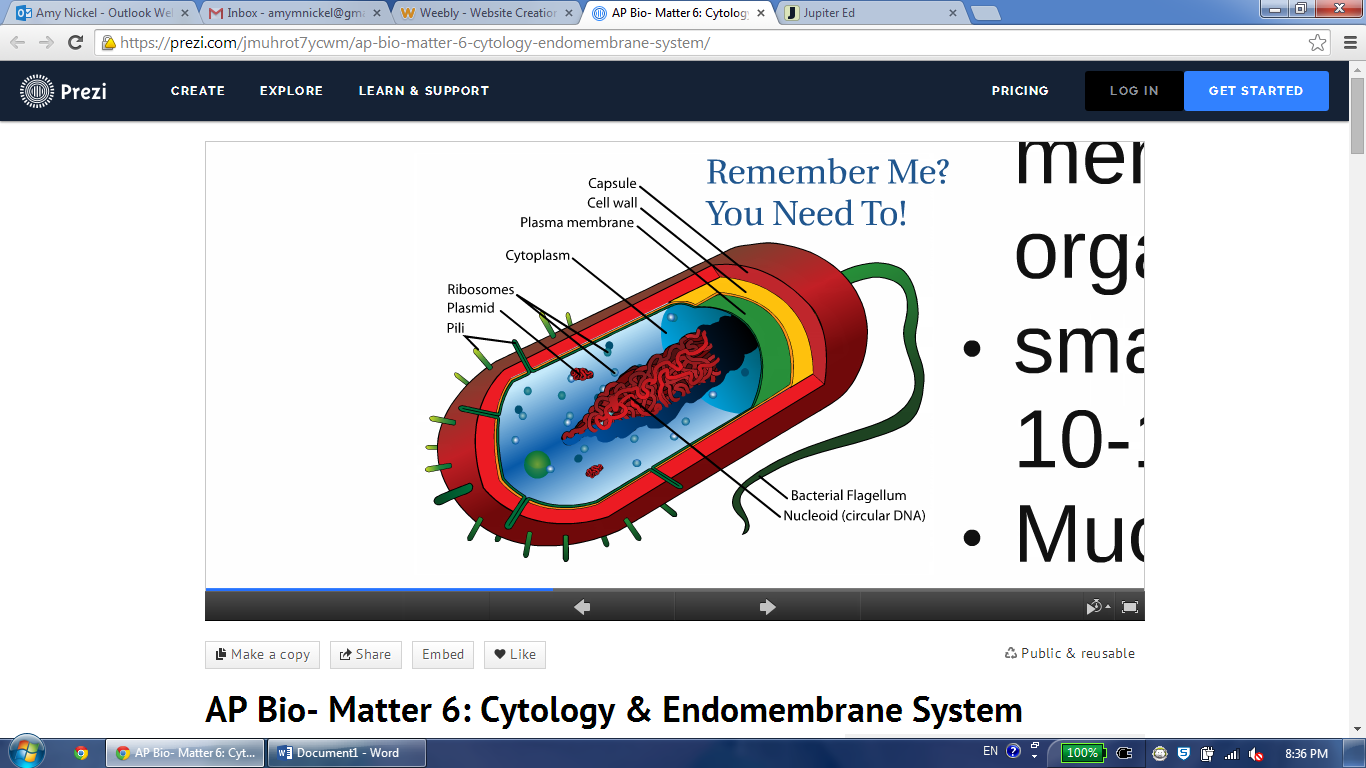 Amy Nickel - Outlook We
Inbox - amymnickel@gma
Weebly - Website Creation
AP Bio- Matter 6: Cytolog
Jupiter Ed
https://prezi.com/jmuhrot7ycwm/ap-bio-matter-6-cytology-endomembrane-system/
Prezi
CREATE
EXPLORE
LEARN & SUPPORT
PRICING
LOG IN
GET STARTED
Remember Me?
You Need To!
Capsule
Cell wall
Plasma membrane
Cytoplasm
Ribosomes
Plasmid
Pili
Bacterial Flagellum
Nucleoid (circular DNA)
mer
orga
• sma
10-1
• Muc
Make a copy
Share
Embed
Like
Public & reusable
AP Bio- Matter 6: Cytology & Endomembrane System
AP Bio- Matter 6: Cyt...
Document1 - Word
EN
100%
8:36 PM